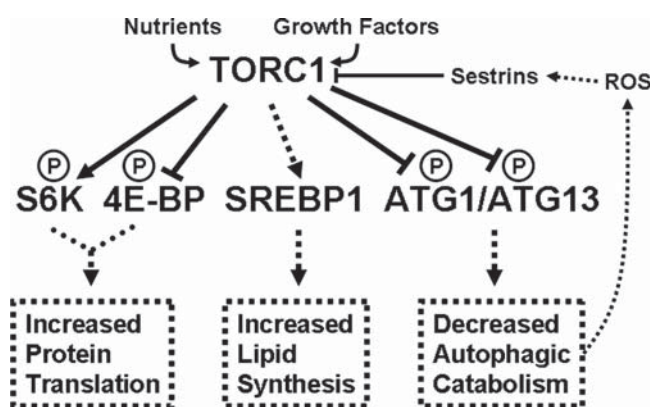 Nutrients Growth Factors
TORC1 Sestrins ROS
P P P P
S6K 4E-BP SREBP1 ATG1/ATG13
Increased
Protein
Translation
Increased
Lipid
Synthesis
Decreased
Autophagic
Catabolism